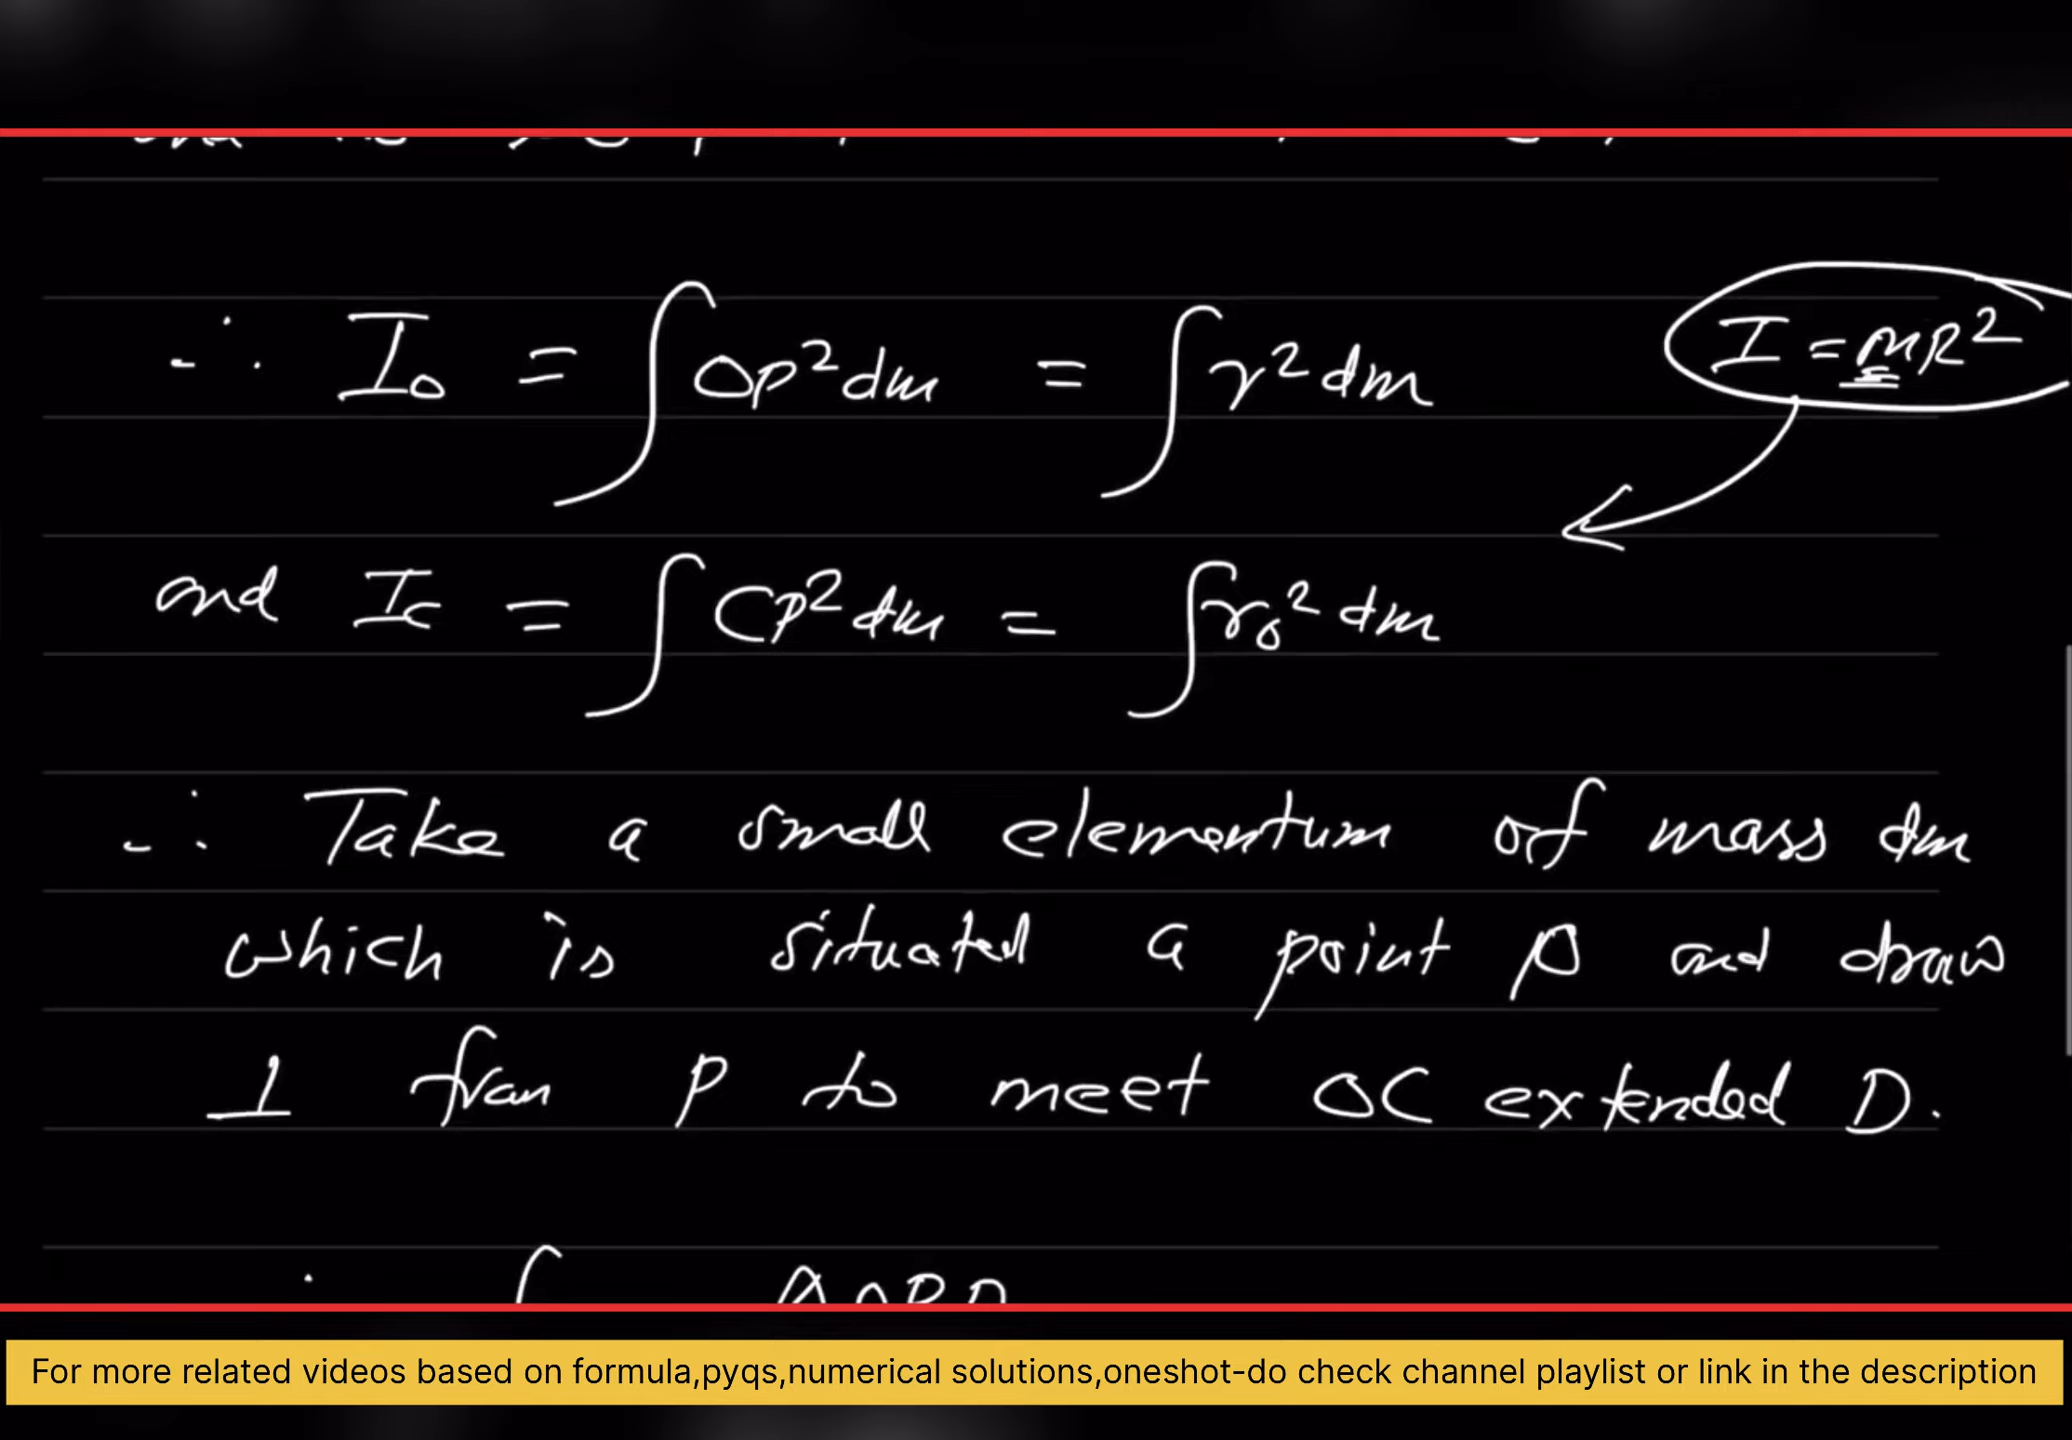 ∴ I₀ = ∫OP²dm = ∫r²dm I = MR²
and Ic = ∫CP²dm = ∫r₀²dm
∴ Take a small elementum of mass dm
which is situated a point P and draw
⊥ from P to meet OC extended D.
For more related videos based on formula,pyqs,numerical solutions,oneshot-do check channel playlist or link in the description